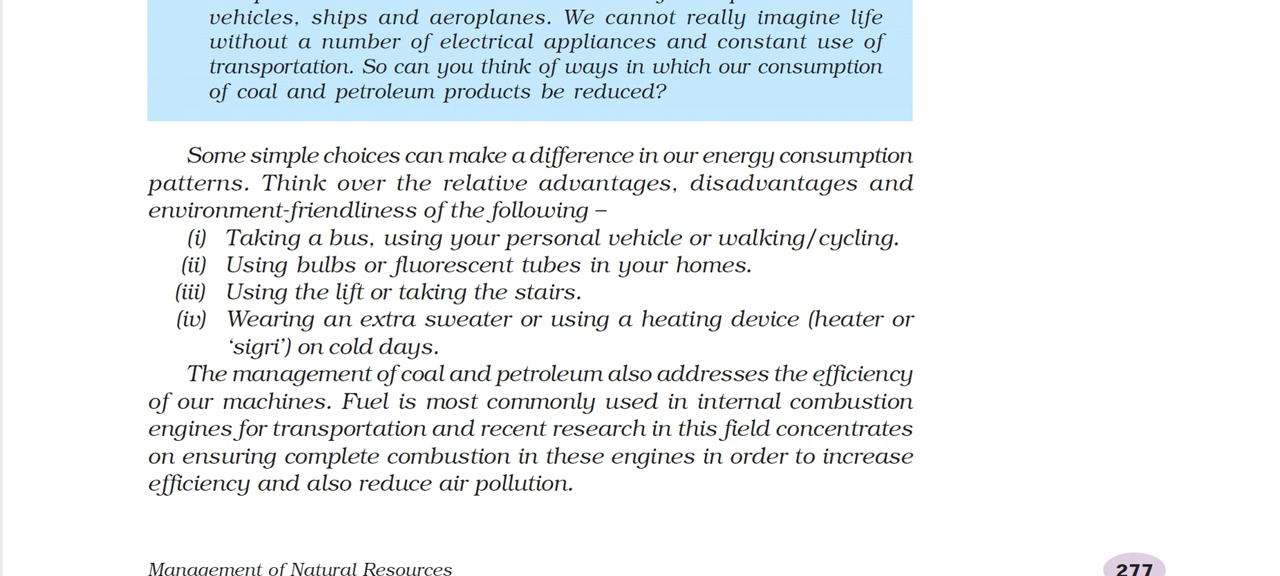 vehicles, ships and aeroplanes. We cannot really imagine life
without a number of electrical appliances and constant use of
transportation. So can you think of ways in which our consumption
of coal and petroleum products be reduced?
Some simple choices can make a difference in our energy consumption
patterns. Think over the relative advantages, disadvantages and
environment-friendliness of the following –
(i) Taking a bus, using your personal vehicle or walking/cycling.
(ii) Using bulbs or fluorescent tubes in your homes.
(iii) Using the lift or taking the stairs.
(iv) Wearing an extra sweater or using a heating device (heater or
‘sigri’) on cold days.
The management of coal and petroleum also addresses the efficiency
of our machines. Fuel is most commonly used in internal combustion
engines for transportation and recent research in this field concentrates
on ensuring complete combustion in these engines in order to increase
efficiency and also reduce air pollution.
Management of Natural Resources
277